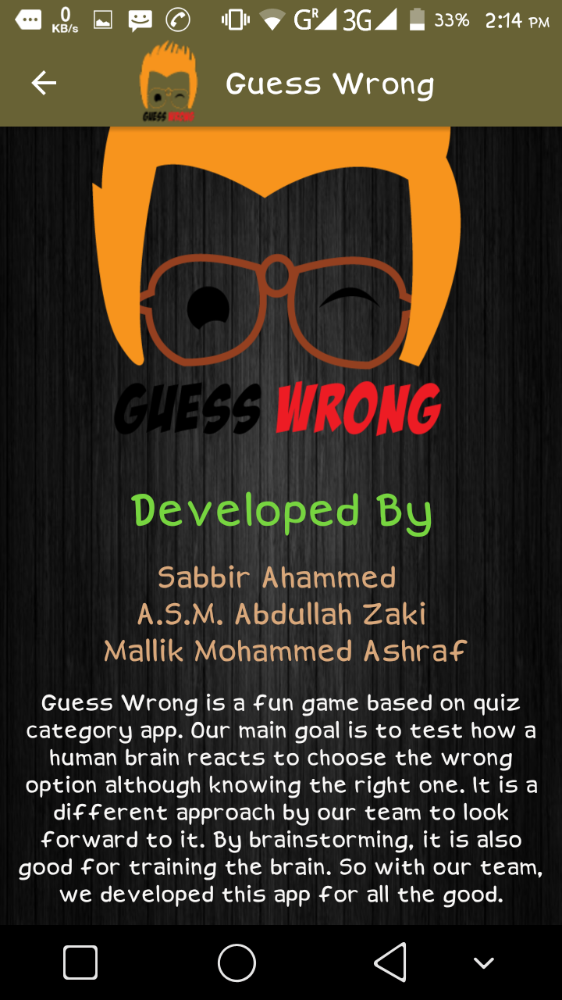 0
KB/s
G R 3G 33% 2:14 PM
GUESS WRONG
Guess Wrong
GUESS WRONG
Developed By
Sabbir Ahammed
A.S.M. Abdullah Zaki
Mallik Mohammed Ashraf
Guess Wrong is a fun game based on quiz
category app. Our main goal is to test how a
human brain reacts to choose the wrong
option although knowing the right one. It is a
different approach by our team to look
forward to it. By brainstorming, it is also
good for training the brain. So with our team,
we developed this app for all the good.